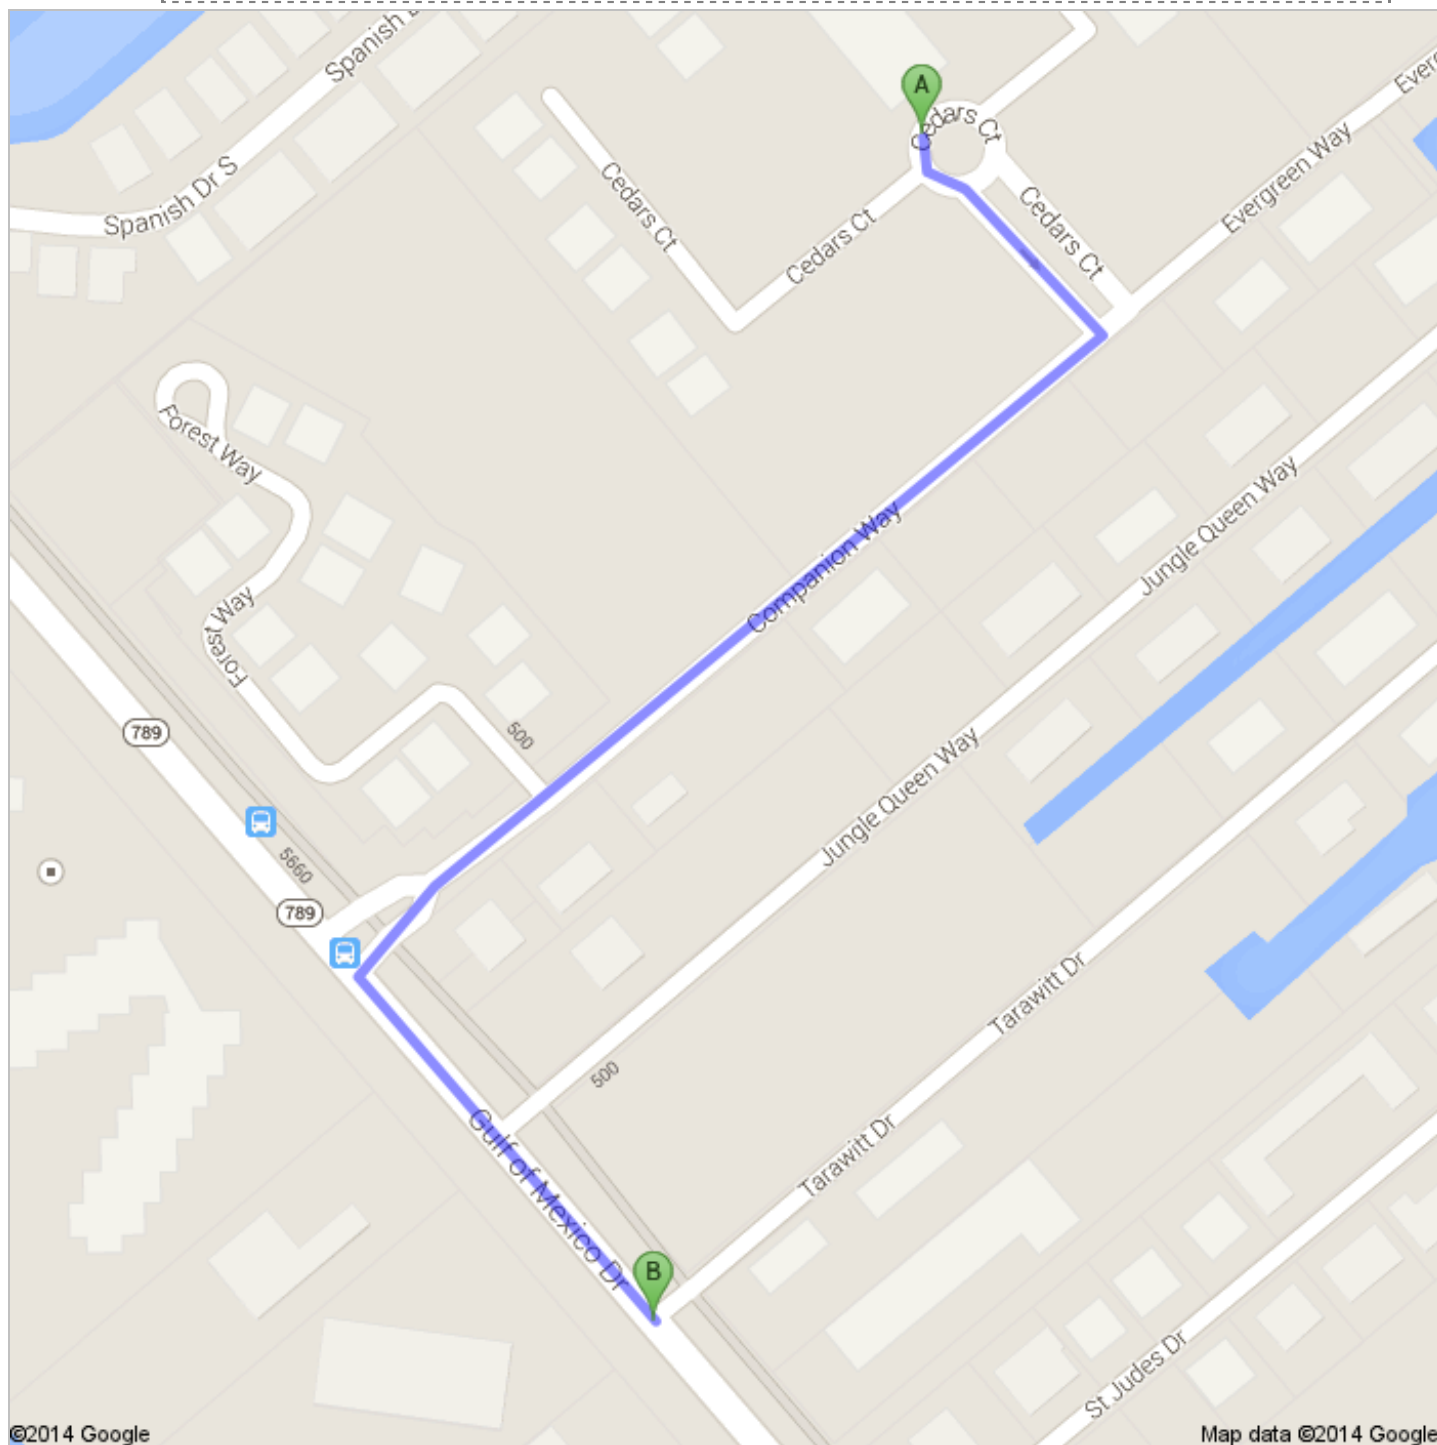 Spanish D
A
Cedars Ct
Everg
Evergreen Way
Spanish Dr S
Cedars Ct
Cedars Ct
Cedars Ct
Forest Way
Jungle Queen Way
Companion Way
Forest Way
789
500
Jungle Queen Way
5660
789
Tarawitt Dr
500
Gulf of Mexico Dr
Tarawitt Dr
B
St Judes Dr
©2014 Google
Map data ©2014 Google